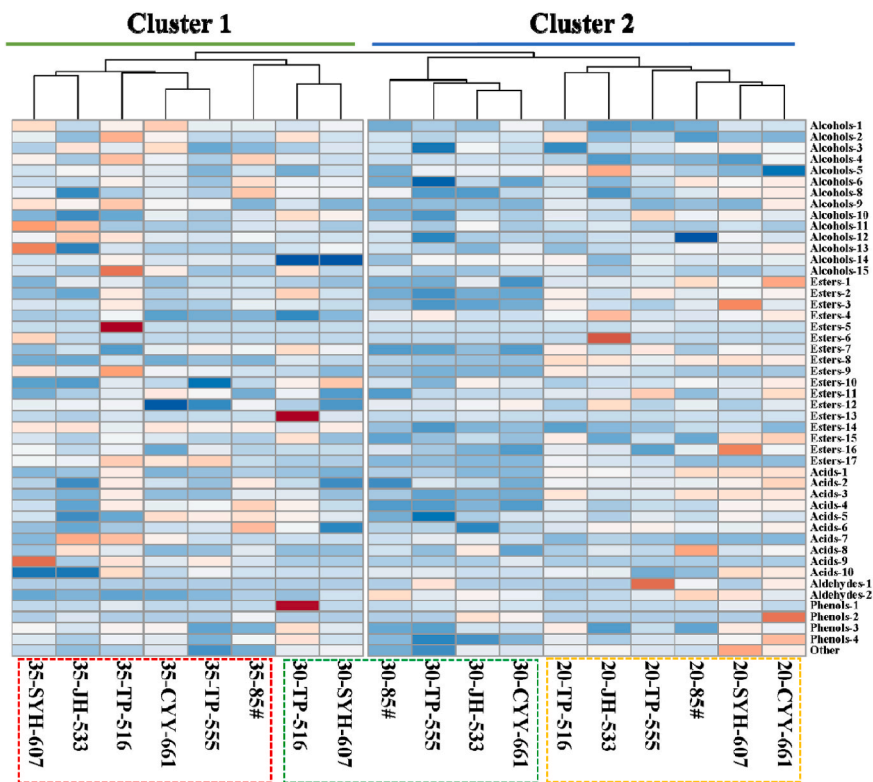 Cluster 1
Cluster 2
Alcohols-1
Alcohols-2
Alcohols-3
Alcohols-4
Alcohols-5
Alcohols-6
Alcohols-8
Alcohols-9
Alcohols-10
Alcohols-11
Alcohols-12
Alcohols-13
Alcohols-14
Alcohols-15
Esters-1
Esters-2
Esters-3
Esters-4
Esters-5
Esters-6
Esters-7
Esters-8
Esters-9
Esters-10
Esters-11
Esters-12
Esters-13
Esters-14
Esters-15
Esters-16
Esters-17
Acids-1
Acids-2
Acids-3
Acids-4
Acids-5
Acids-6
Acids-7
Acids-8
Acids-9
Acids-10
Aldehydes-1
Aldehydes-2
Phenols-1
Phenols-2
Phenols-3
Phenols-4
Other
35-SYH-607
35-JH-533
35-TP-516
35-CYY-661
35-TP-555
35-85#
30-TP-516
30-SYH-607
30-85#
30-TP-555
30-JH-533
30-CYY-661
20-TP-516
20-JH-533
20-TP-555
20-85#
20-SYH-607
20-CYY-661